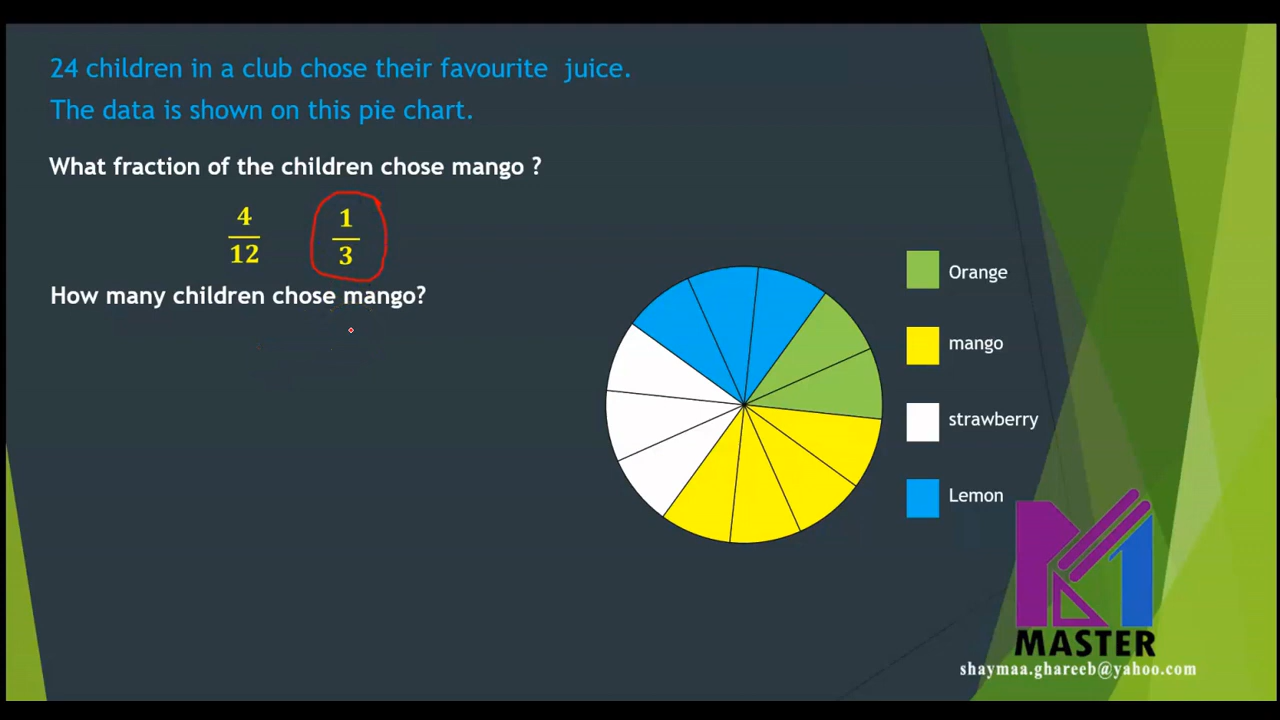 24 children in a club chose their favourite juice.
The data is shown on this pie chart.
What fraction of the children chose mango ?
4/12 1/3
How many children chose mango?
Orange
mango
strawberry
Lemon
M1
MASTER
shaymaa.ghareeb@yahoo.com